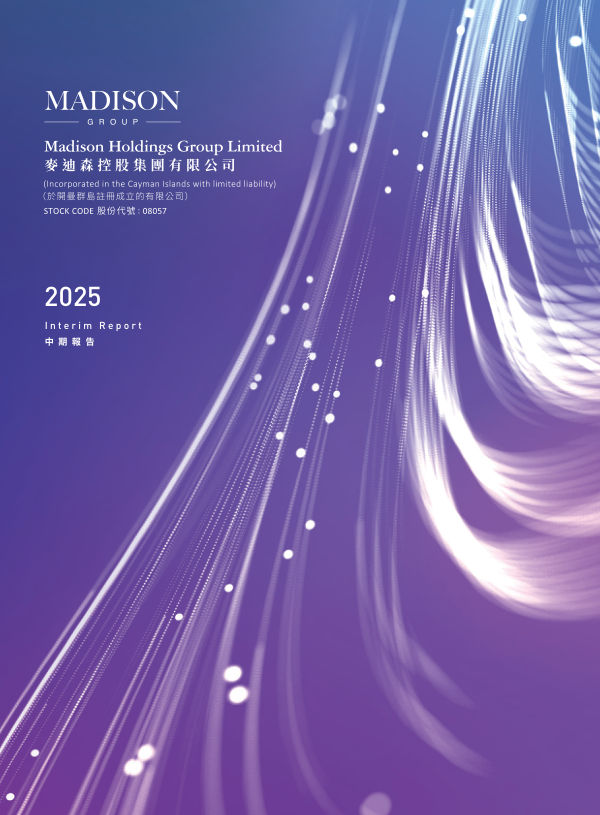 MADISON
GROUP
Madison Holdings Group Limited
麥迪森控股集團有限公司
(Incorporated in the Cayman Islands with limited liability)
(於開曼群島註冊成立的有限公司)
STOCK CODE 股份代號 : 08057
2025
Interim Report
中期報告